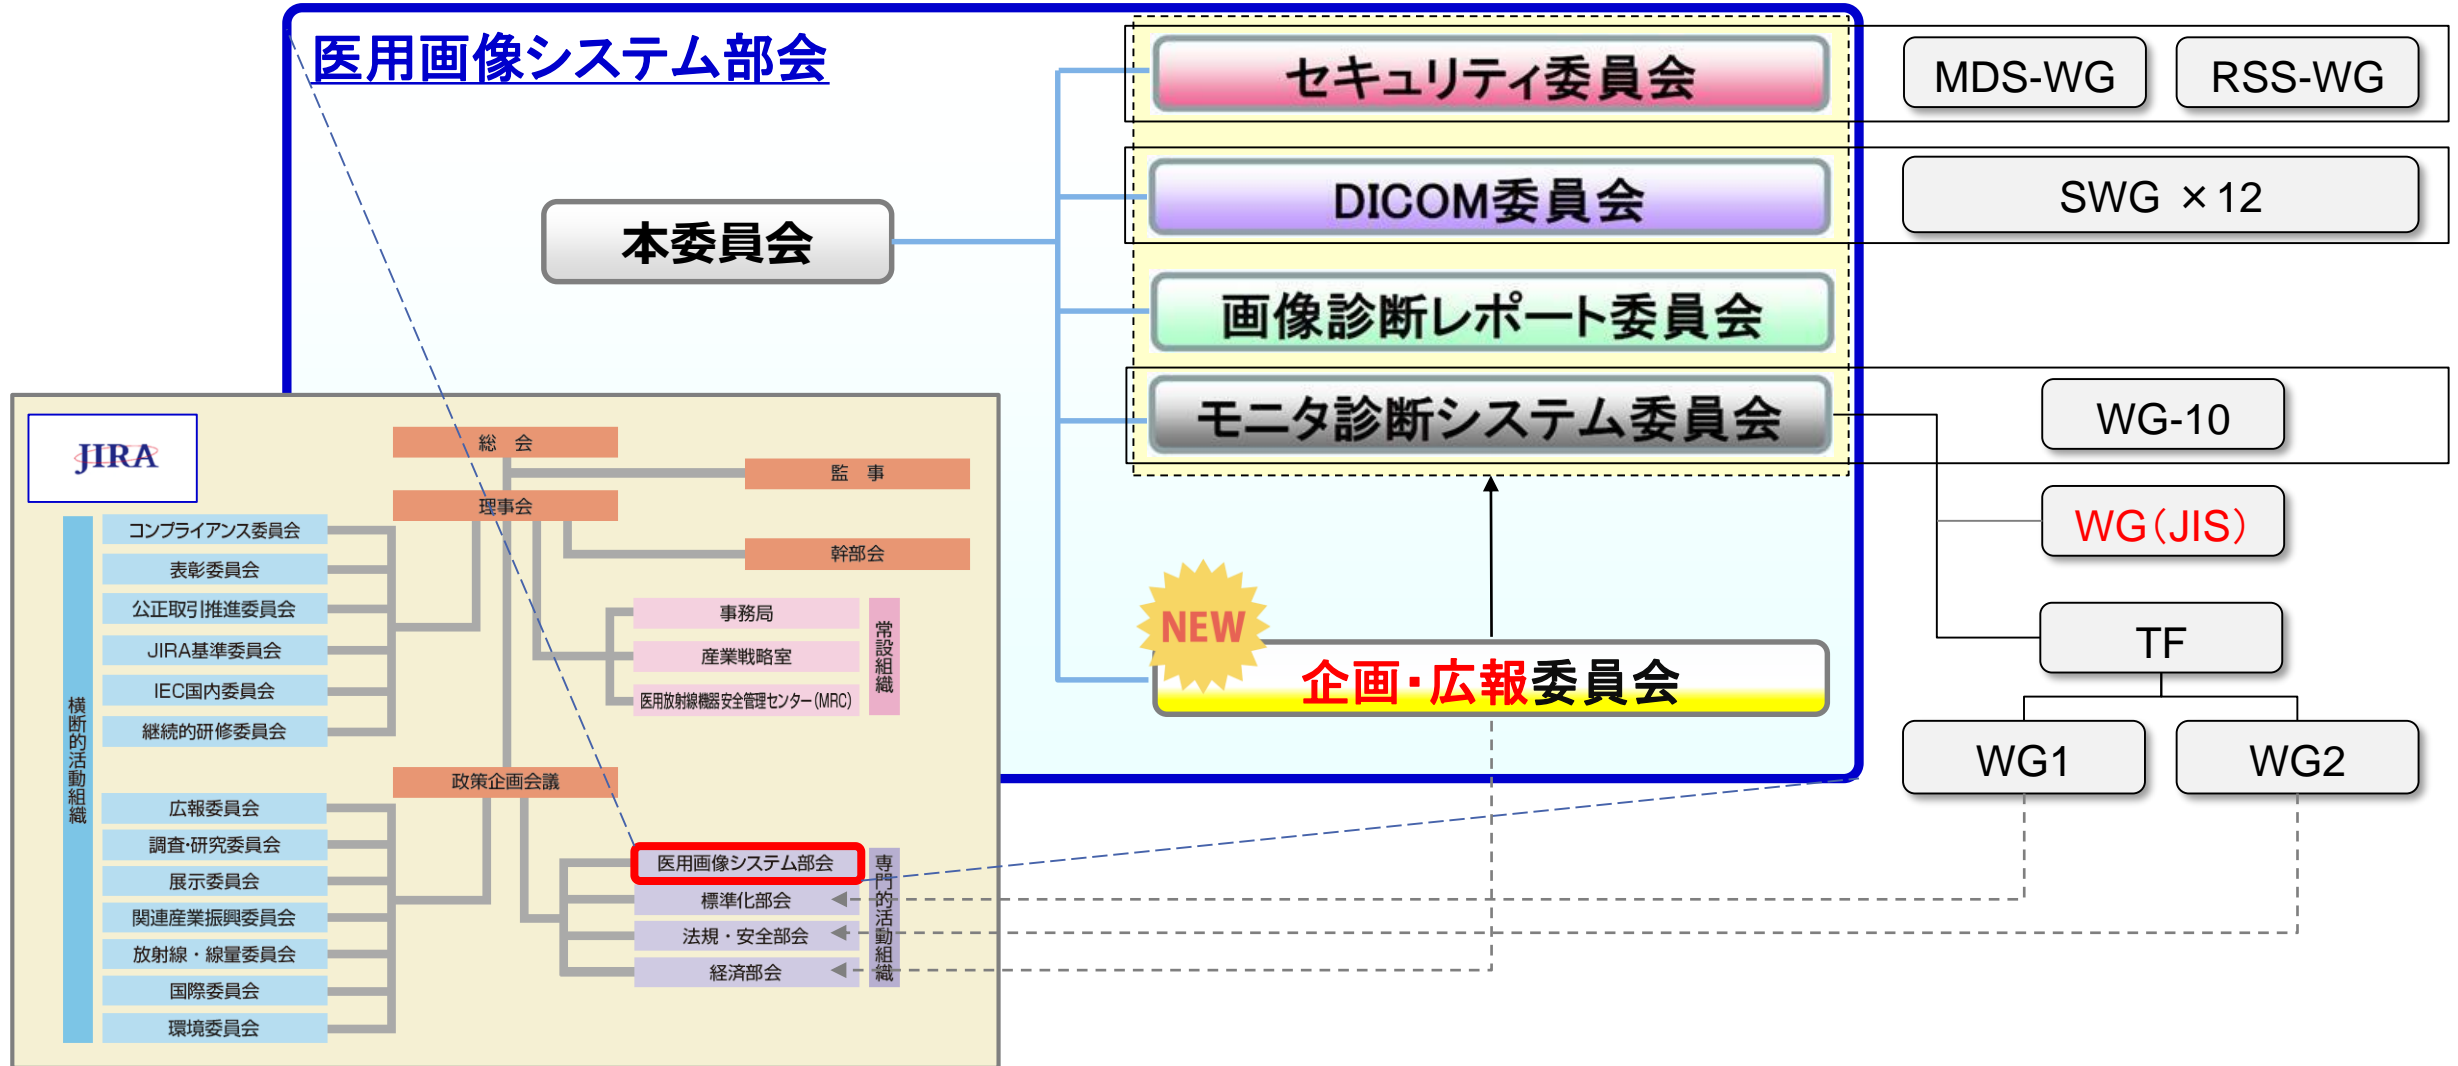 医用画像システム部会
本委員会
セキュリティ委員会
MDS-WG
RSS-WG
DICOM委員会
SWG ×12
画像診断レポート委員会
モニタ診断システム委員会
WG-10
WG(JIS)
TF
WG1
WG2
NEW
企画・広報委員会
JIRA
総 会
監 事
理事会
幹部会
コンプライアンス委員会
表彰委員会
公正取引推進委員会
JIRA基準委員会
IEC国内委員会
継続的研修委員会
横断的活動組織
事務局
産業戦略室
医用放射線機器安全管理センター(MRC)
常設組織
政策企画会議
広報委員会
調査・研究委員会
展示委員会
関連産業振興委員会
放射線・線量委員会
国際委員会
環境委員会
医用画像システム部会
標準化部会
法規・安全部会
経済部会
専門的活動組織